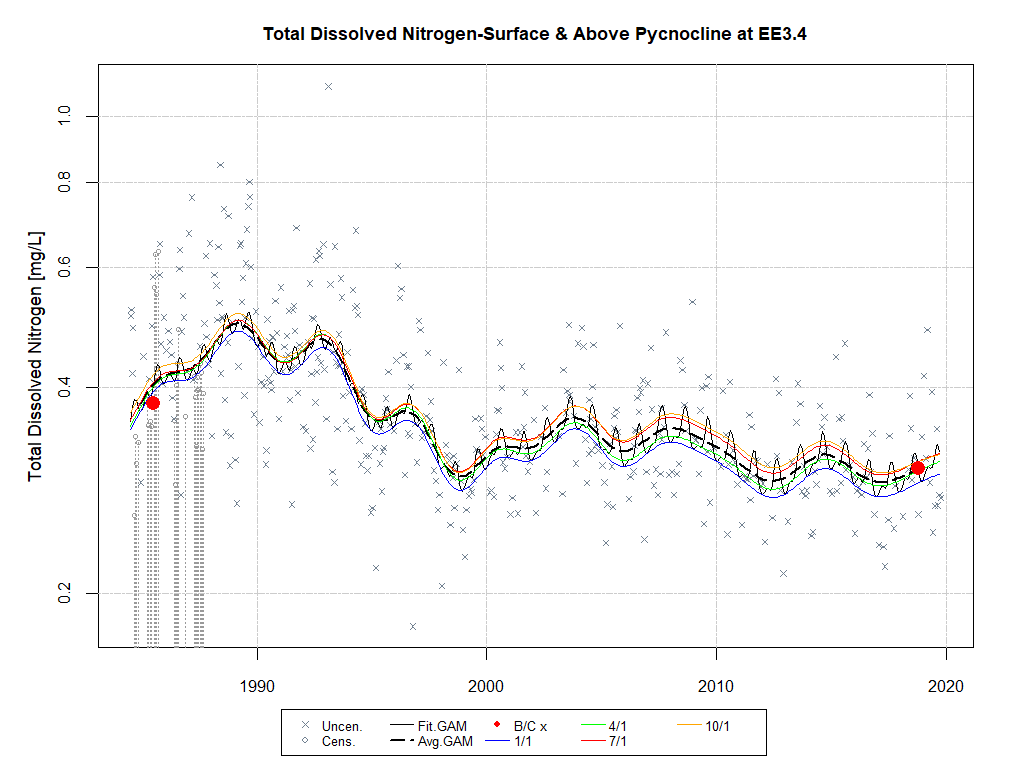 Total Dissolved Nitrogen-Surface & Above Pycnocline at EE3.4
Total Dissolved Nitrogen [mg/L]
1.0
0.8
0.6
0.4
0.2
1990 2000 2010 2020
Uncen. Fit.GAM B/C x 4/1 10/1
Cens. Avg.GAM 1/1 7/1